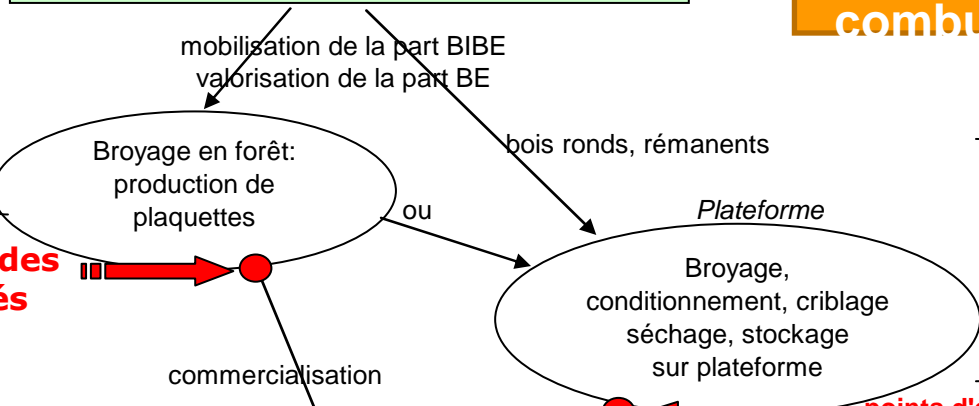 combu
mobilisation de la part BIBE
valorisation de la part BE
bois ronds, rémanents
Broyage en forêt:
production de
plaquettes
ou
Plateforme
des
és
Broyage,
conditionnement, criblage
séchage, stockage
sur plateforme
commercialisation
points d'